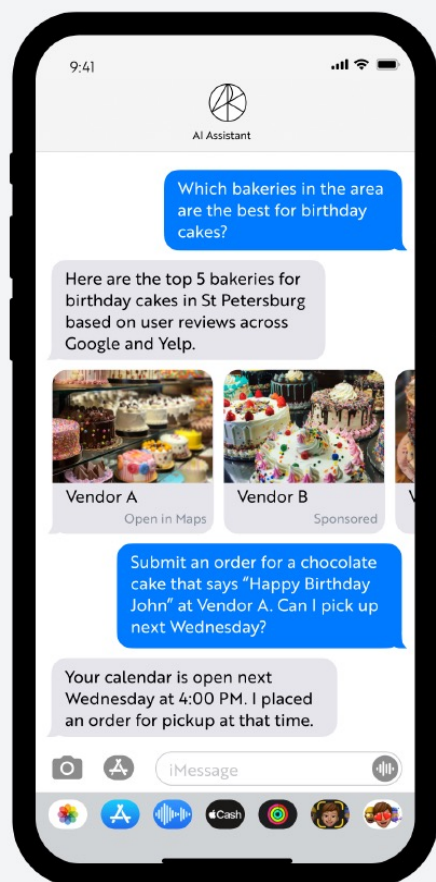 9:41
AI Assistant
Which bakeries in the area
are the best for birthday
cakes?
Here are the top 5 bakeries for
birthday cakes in St Petersburg
based on user reviews across
Google and Yelp.
Vendor A
Open in Maps
Vendor B
Sponsored
Submit an order for a chocolate
cake that says “Happy Birthday
John” at Vendor A. Can I pick up
next Wednesday?
Your calendar is open next
Wednesday at 4:00 PM. I placed
an order for pickup at that time.
iMessage
Cash